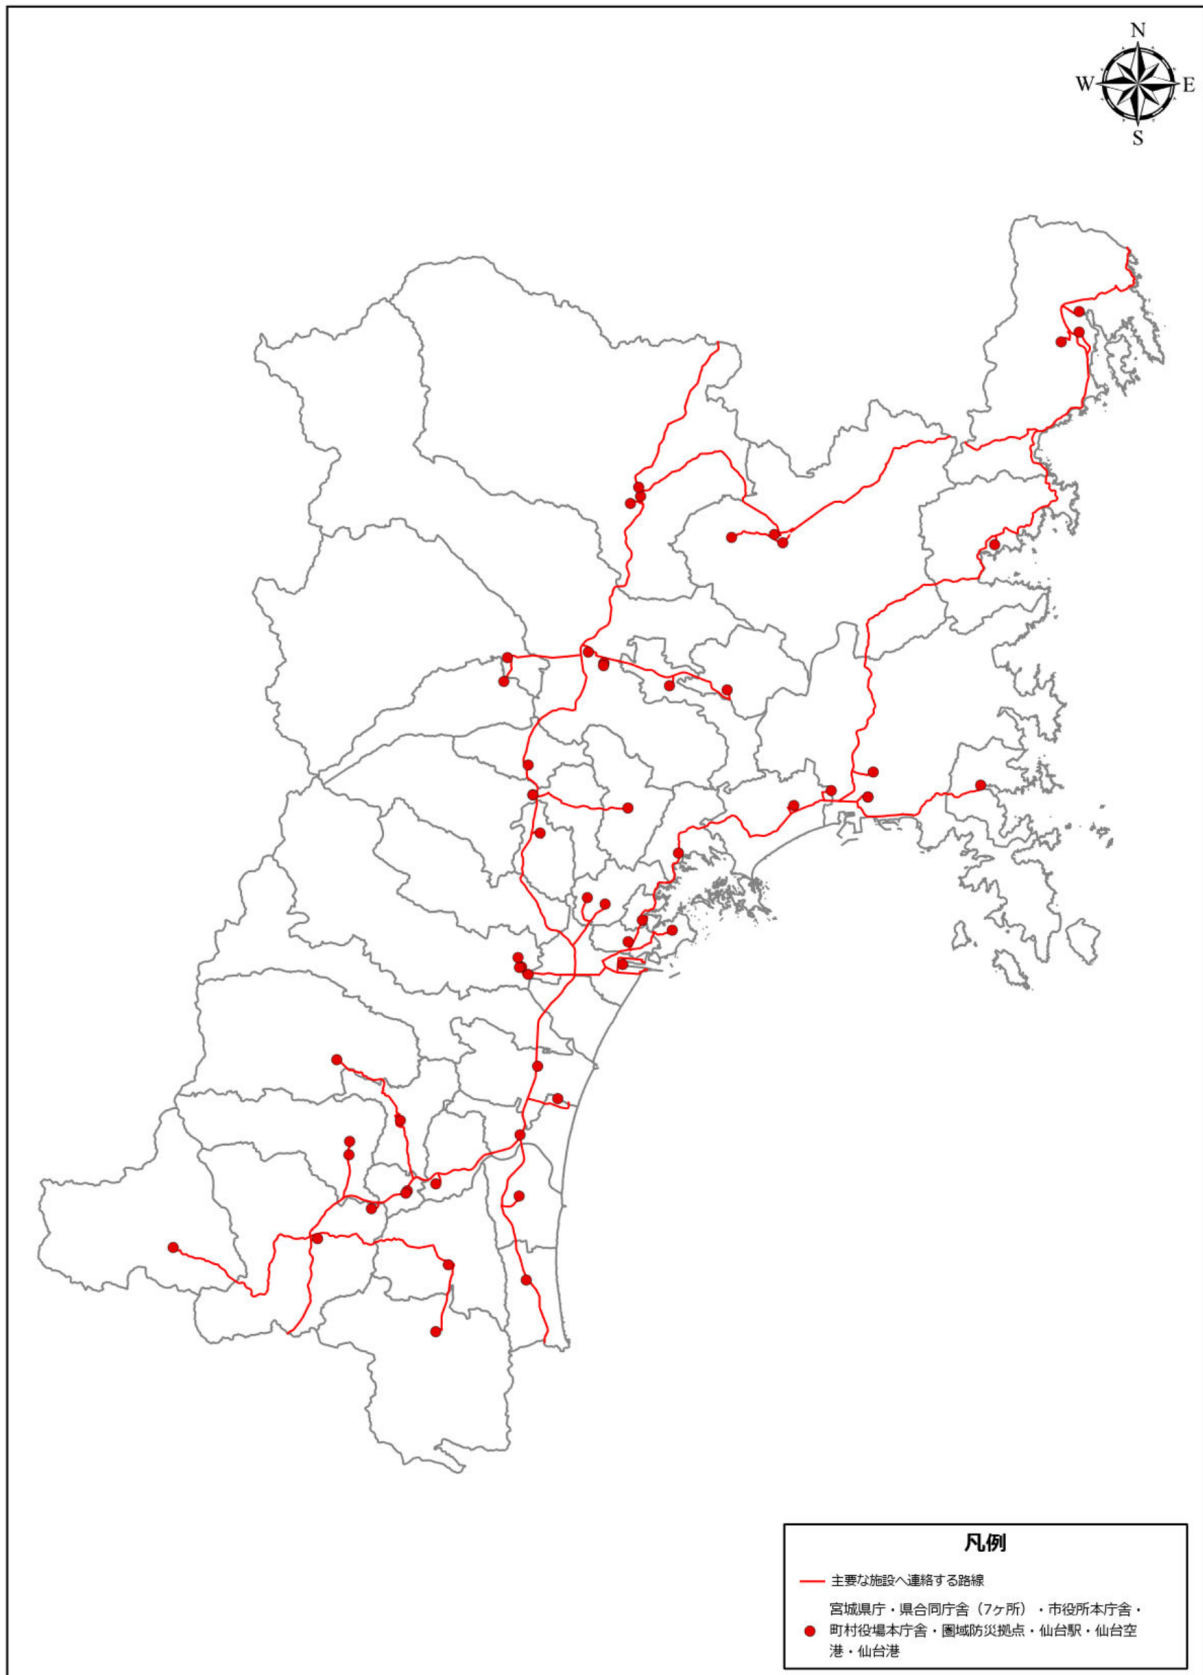 N
W
E
S
凡例
主要な施設へ連絡する路線
宮城県庁・県合同庁舎（7ヶ所）・市役所本庁舎・
町村役場本庁舎・圏域防災拠点・仙台駅・仙台空
港・仙台港